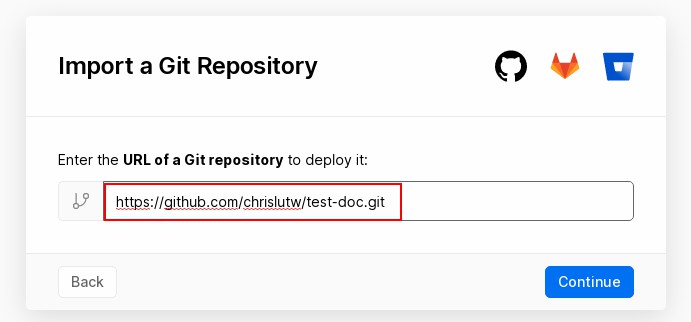 Import a Git Repository
Enter the URL of a Git repository to deploy it:
https://github.com/chrislutw/test-doc.git
Back
Continue